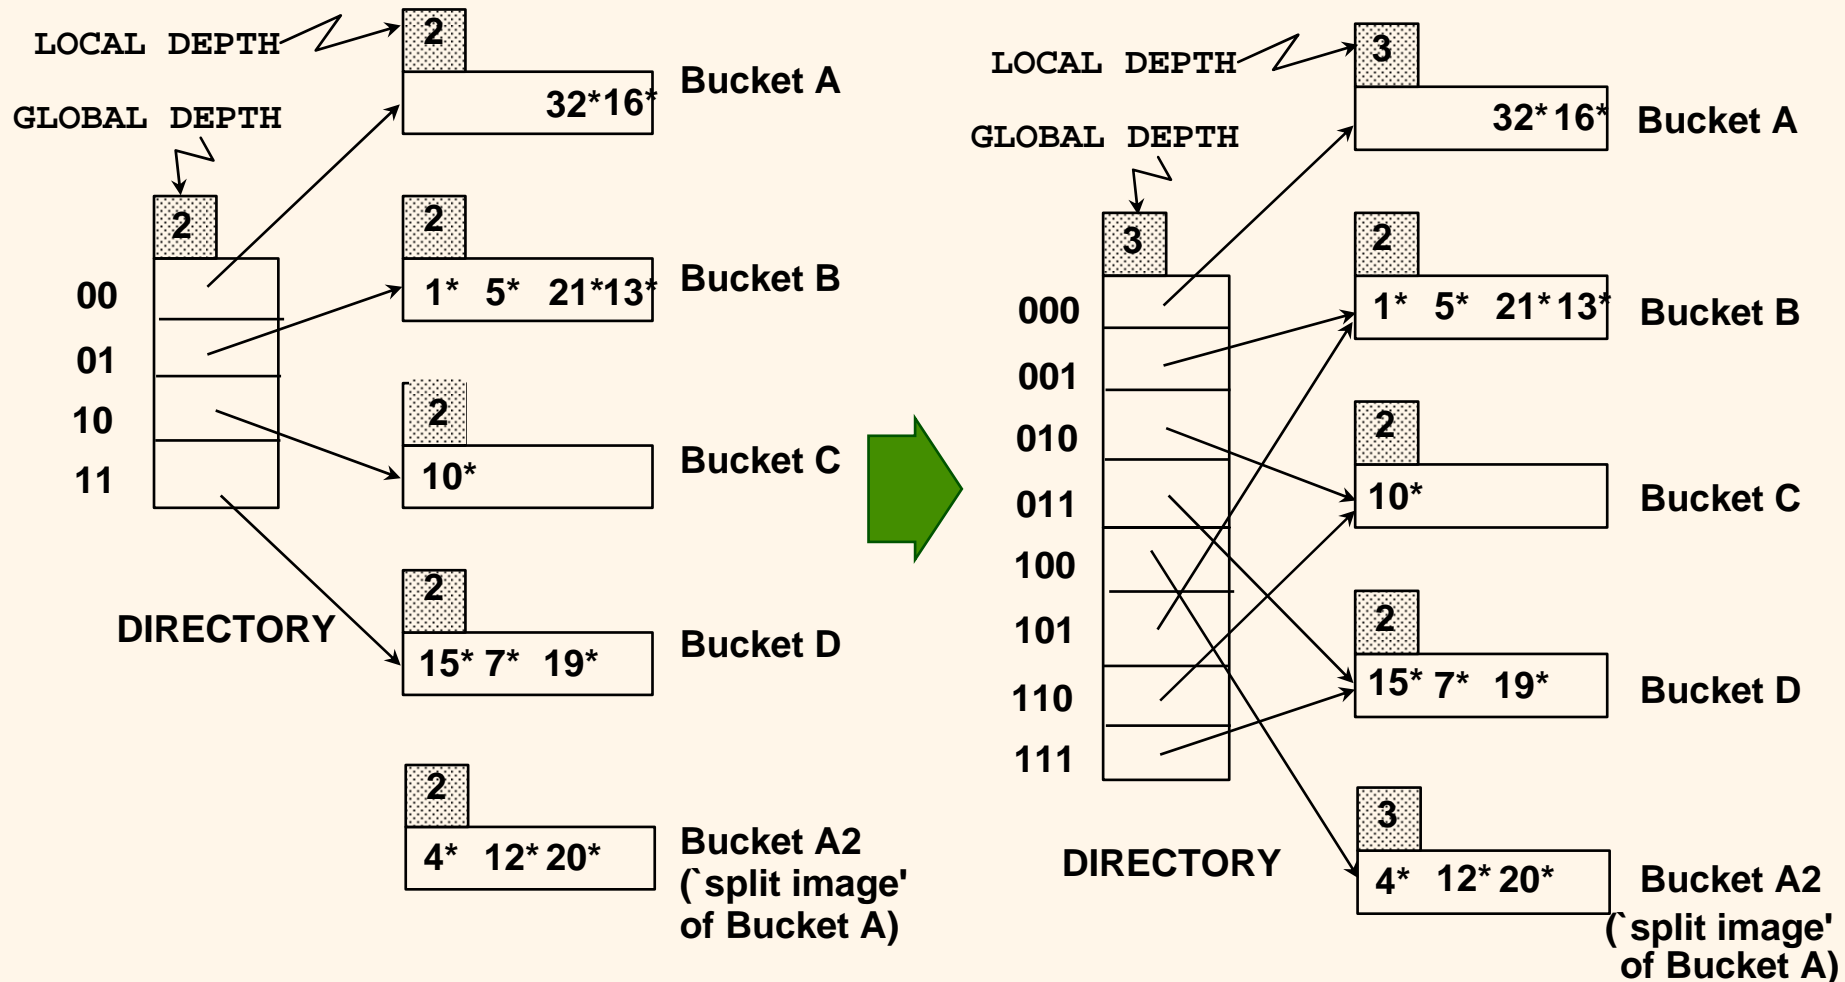 LOCAL DEPTH
2
32* 16*
Bucket A
GLOBAL DEPTH
2
2
1* 5* 21* 13*
Bucket B
00
01
10
11
2
10*
Bucket C
DIRECTORY
2
15* 7* 19*
Bucket D
2
4* 12* 20*
Bucket A2
(`split image'
of Bucket A)
LOCAL DEPTH
3
32* 16*
Bucket A
GLOBAL DEPTH
3
2
1* 5* 21* 13*
Bucket B
000
001
010
011
100
101
110
111
2
10*
Bucket C
2
15* 7* 19*
Bucket D
DIRECTORY
3
4* 12* 20*
Bucket A2
(`split image'
of Bucket A)